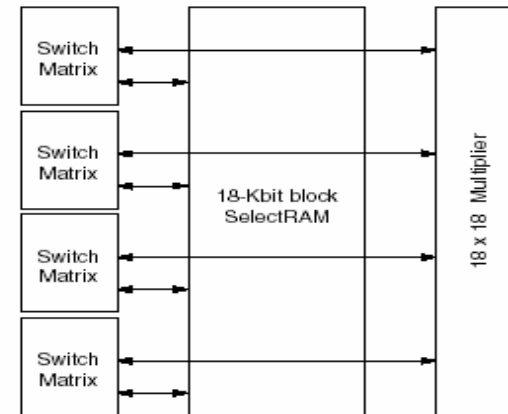 Switch
Matrix
Switch
Matrix
Switch
Matrix
Switch
Matrix
18-Kbit block
SelectRAM
18 x 18 Multiplier